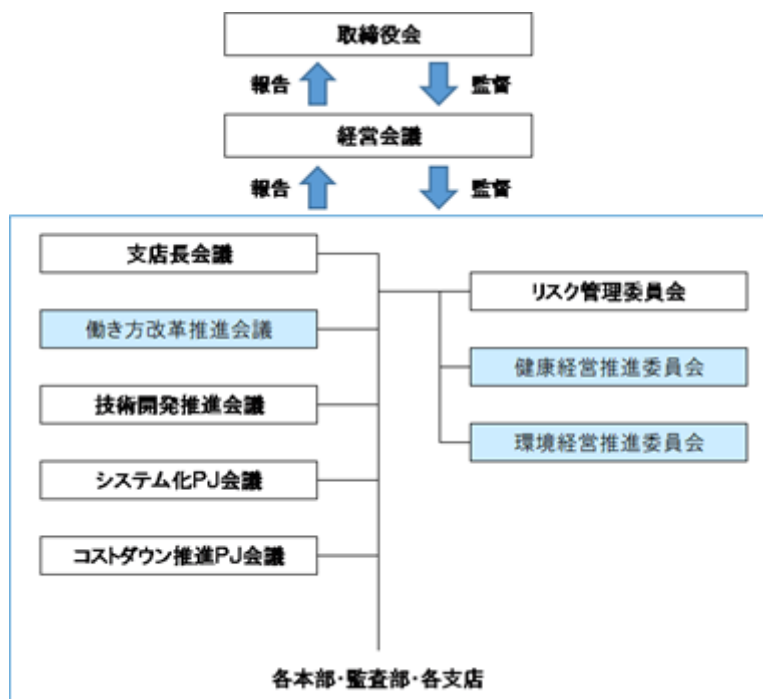 取締役会
報告
監督
経営会議
報告
監督
支店長会議
働き方改革推進会議
技術開発推進会議
システム化PJ会議
コストダウン推進PJ会議
リスク管理委員会
健康経営推進委員会
環境経営推進委員会
各本部・監査部・各支店